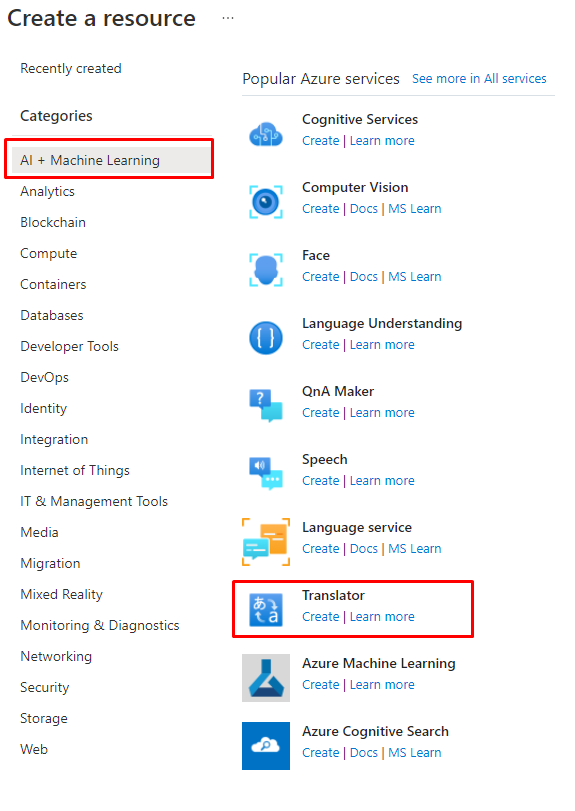 Create a resource ...
Recently created
Categories
AI + Machine Learning
Analytics
Blockchain
Compute
Containers
Databases
Developer Tools
DevOps
Identity
Integration
Internet of Things
IT & Management Tools
Media
Migration
Mixed Reality
Monitoring & Diagnostics
Networking
Security
Storage
Web
Popular Azure services See more in All services
Cognitive Services
Create | Learn more
Computer Vision
Create | Docs | MS Learn
Face
Create | Docs | MS Learn
Language Understanding
Create | Learn more
QnA Maker
Create | Learn more
Speech
Create | Learn more
Language service
Create | Docs | MS Learn
あ t a
Translator
Create | Learn more
Azure Machine Learning
Create | Learn more
Azure Cognitive Search
Create | Docs | MS Learn